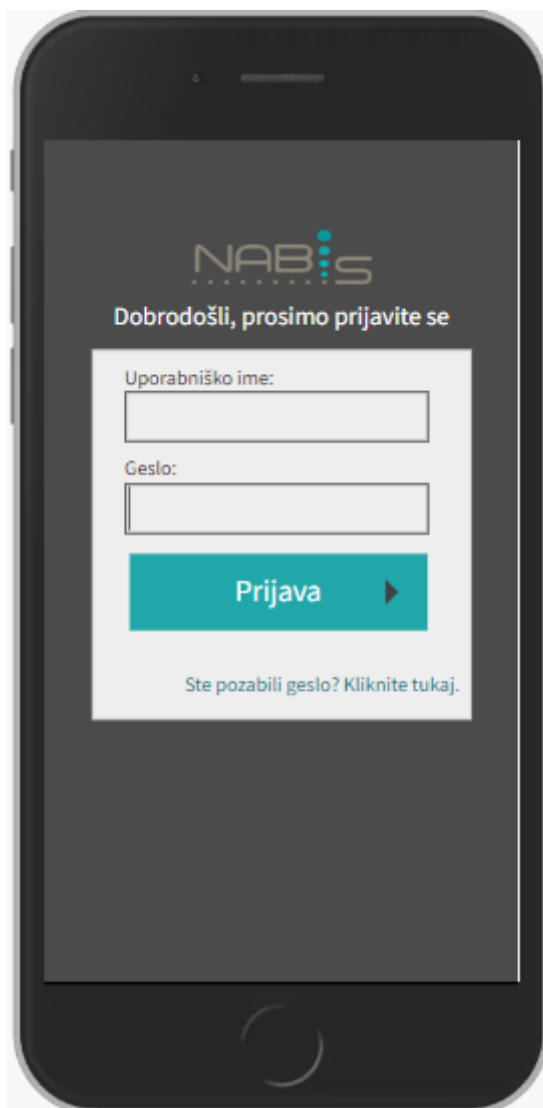 NABIS
Dobrodošli, prosimo prijavite se
Uporabniško ime:
Geslo:
Prijava
Ste pozabili geslo? Kliknite tukaj.